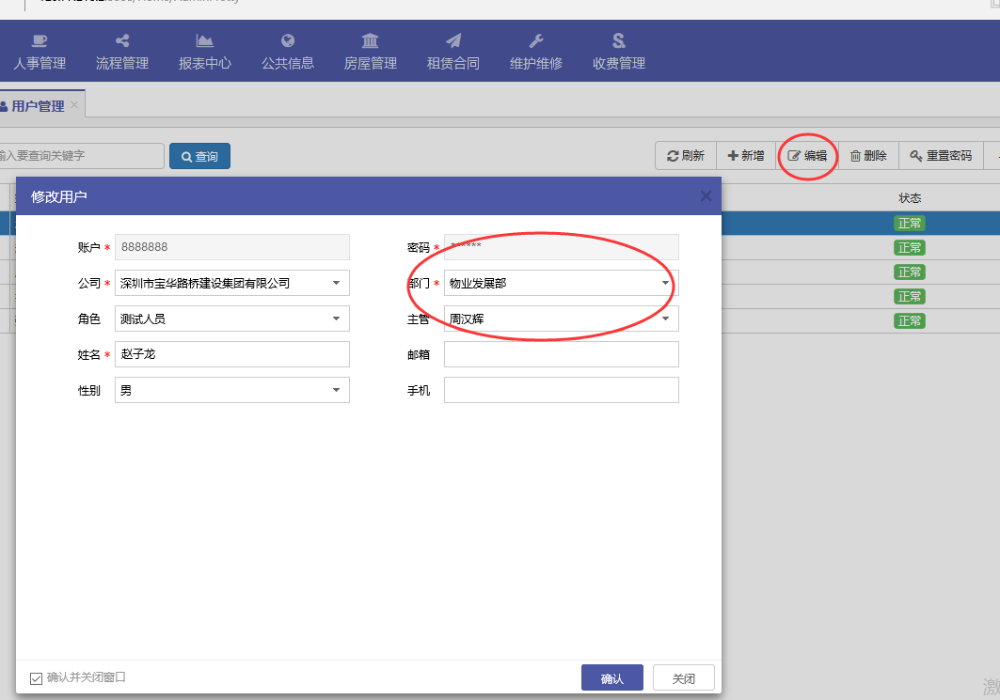 人事管理 流程管理 报表中心 公共信息 房屋管理 租赁合同 维护维修 收费管理
用户管理
输入要查询关键字 查询 刷新 新增 编辑 删除 重置密码
修改用户
状态
正常
账户 * 8888888 密码 * ******
正常
正常
公司 * 深圳市宝华路桥建设集团有限公司 部门 * 物业发展部
正常
角色 测试人员 主管 周汉辉
正常
姓名 * 赵子龙 邮箱
性别 男 手机
确认并关闭窗口 确认 关闭
激